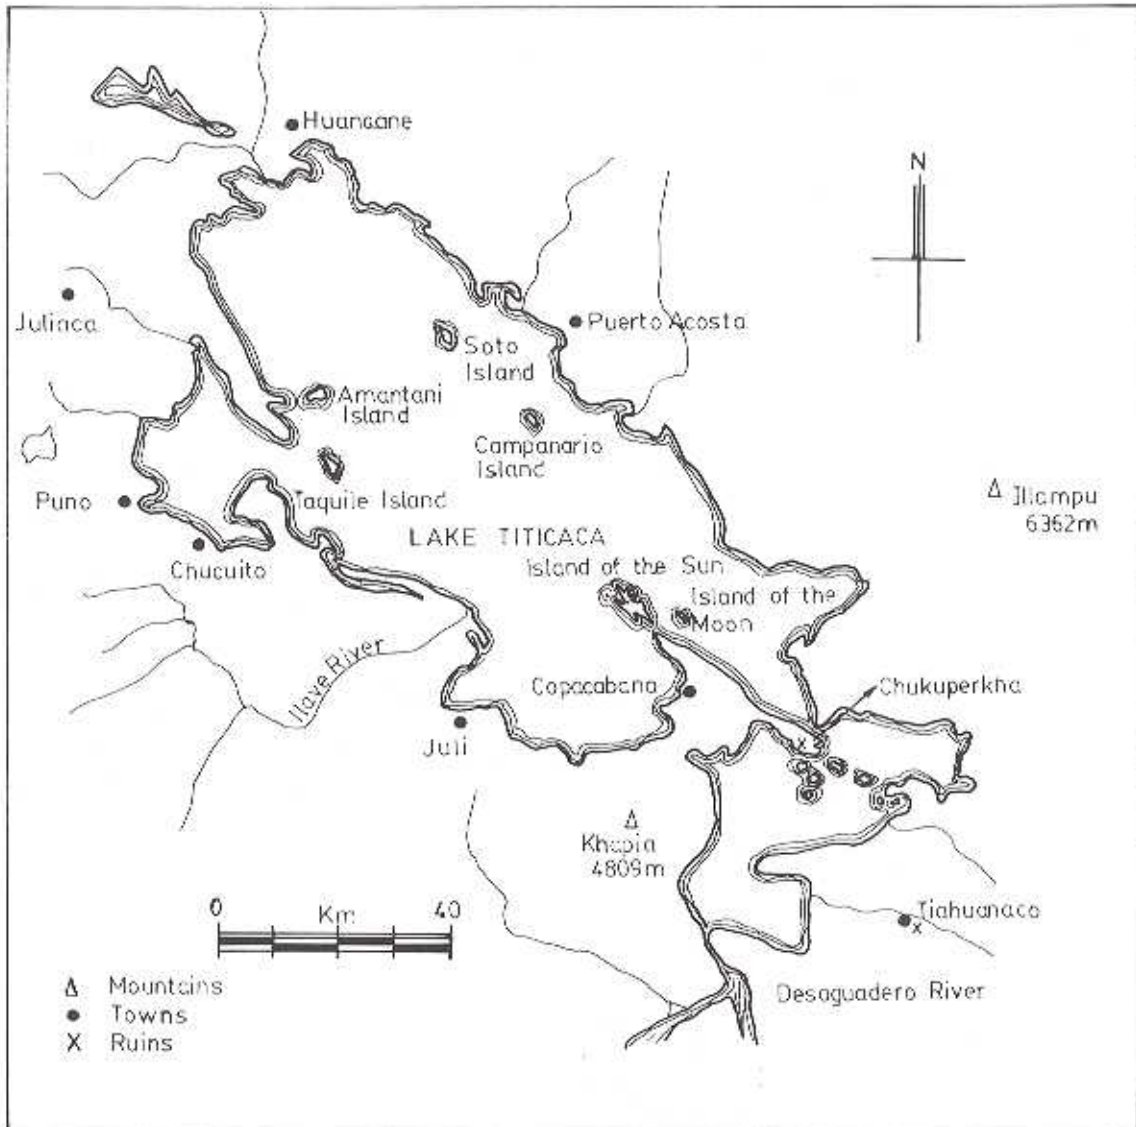 Huancane
N
Juliaca
Puerto Acosta
Soto
Island
Amantani
Island
Campanario
Island
Taquile Island
Puno
Illampu
6362m
LAKE TITICACA
Chucuito
island of the Sun
Island of the
Moon
Ilave River
Copacabana
Chukuperkha
Juli
X
Khapia
4809m
0 Km 40
Tiahuanaco
x
Mountains
Towns
X Ruins
Desaguadero River